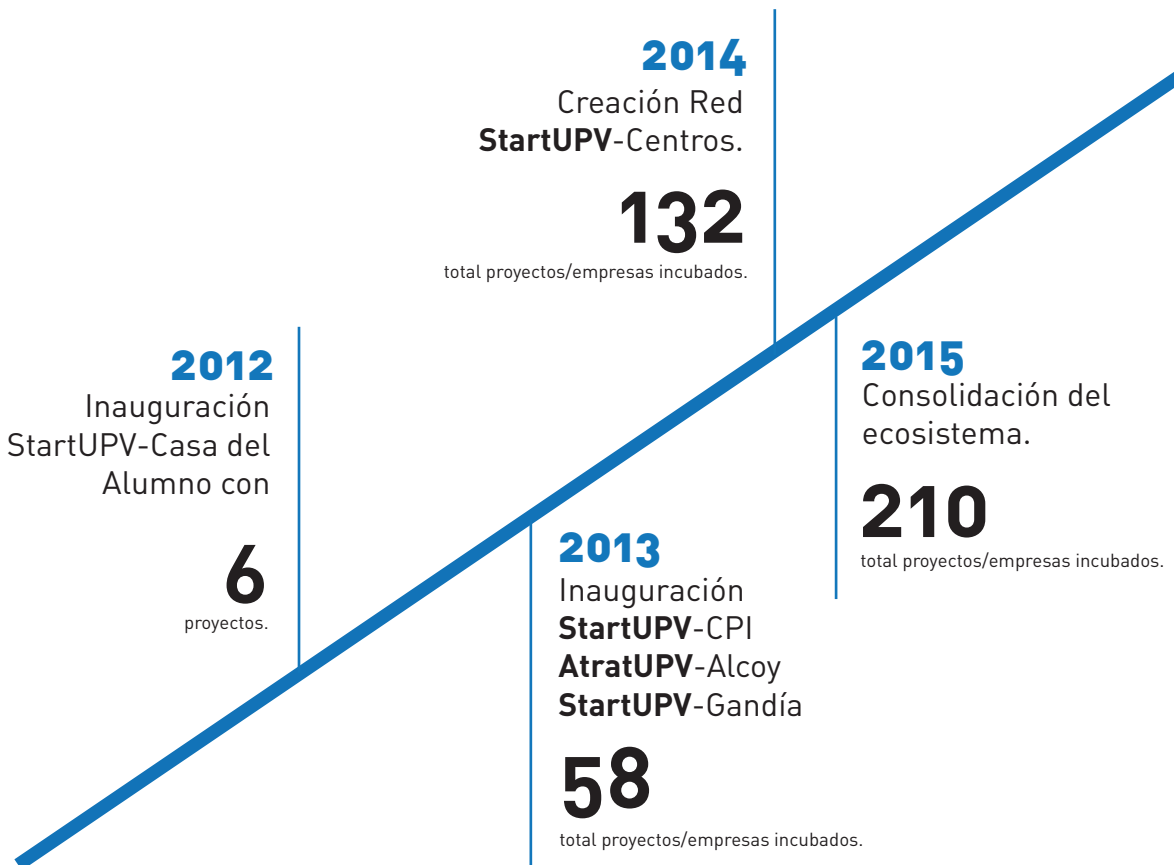 2014
Creación Red
StartUPV-Centros.
132
total proyectos/empresas incubados.
2012
Inauguración
StartUPV-Casa del
Alumno con
6
proyectos.
2015
Consolidación del
ecosistema.
210
total proyectos/empresas incubados.
2013
Inauguración
StartUPV-CPI
AtratUPV-Alcoy
StartUPV-Gandía
58
total proyectos/empresas incubados.